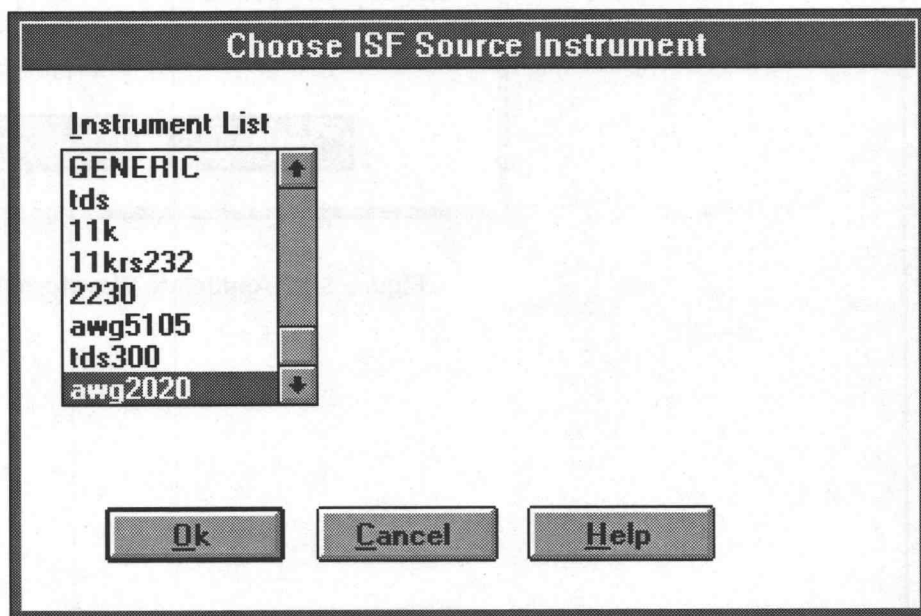 Choose ISF Source Instrument
Instrument List
GENERIC
tds
11k
11krs232
2230
awg5105
tds300
awg2020
Ok
Cancel
Help